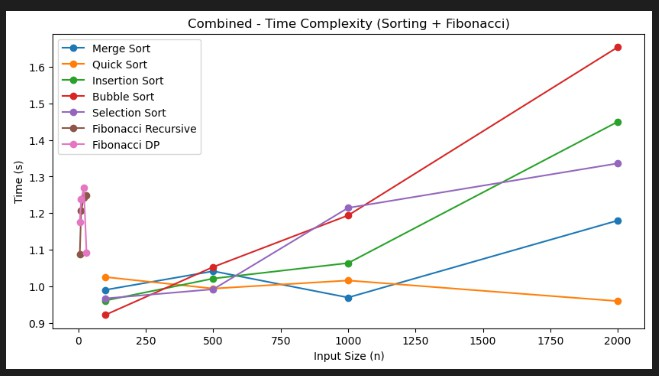 Combined - Time Complexity (Sorting + Fibonacci)
Merge Sort
Quick Sort
Insertion Sort
Bubble Sort
Selection Sort
Fibonacci Recursive
Fibonacci DP
1.6
1.5
1.4
1.3
1.2
1.1
1.0
0.9
Time (s)
0 250 500 750 1000 1250 1500 1750 2000
Input Size (n)